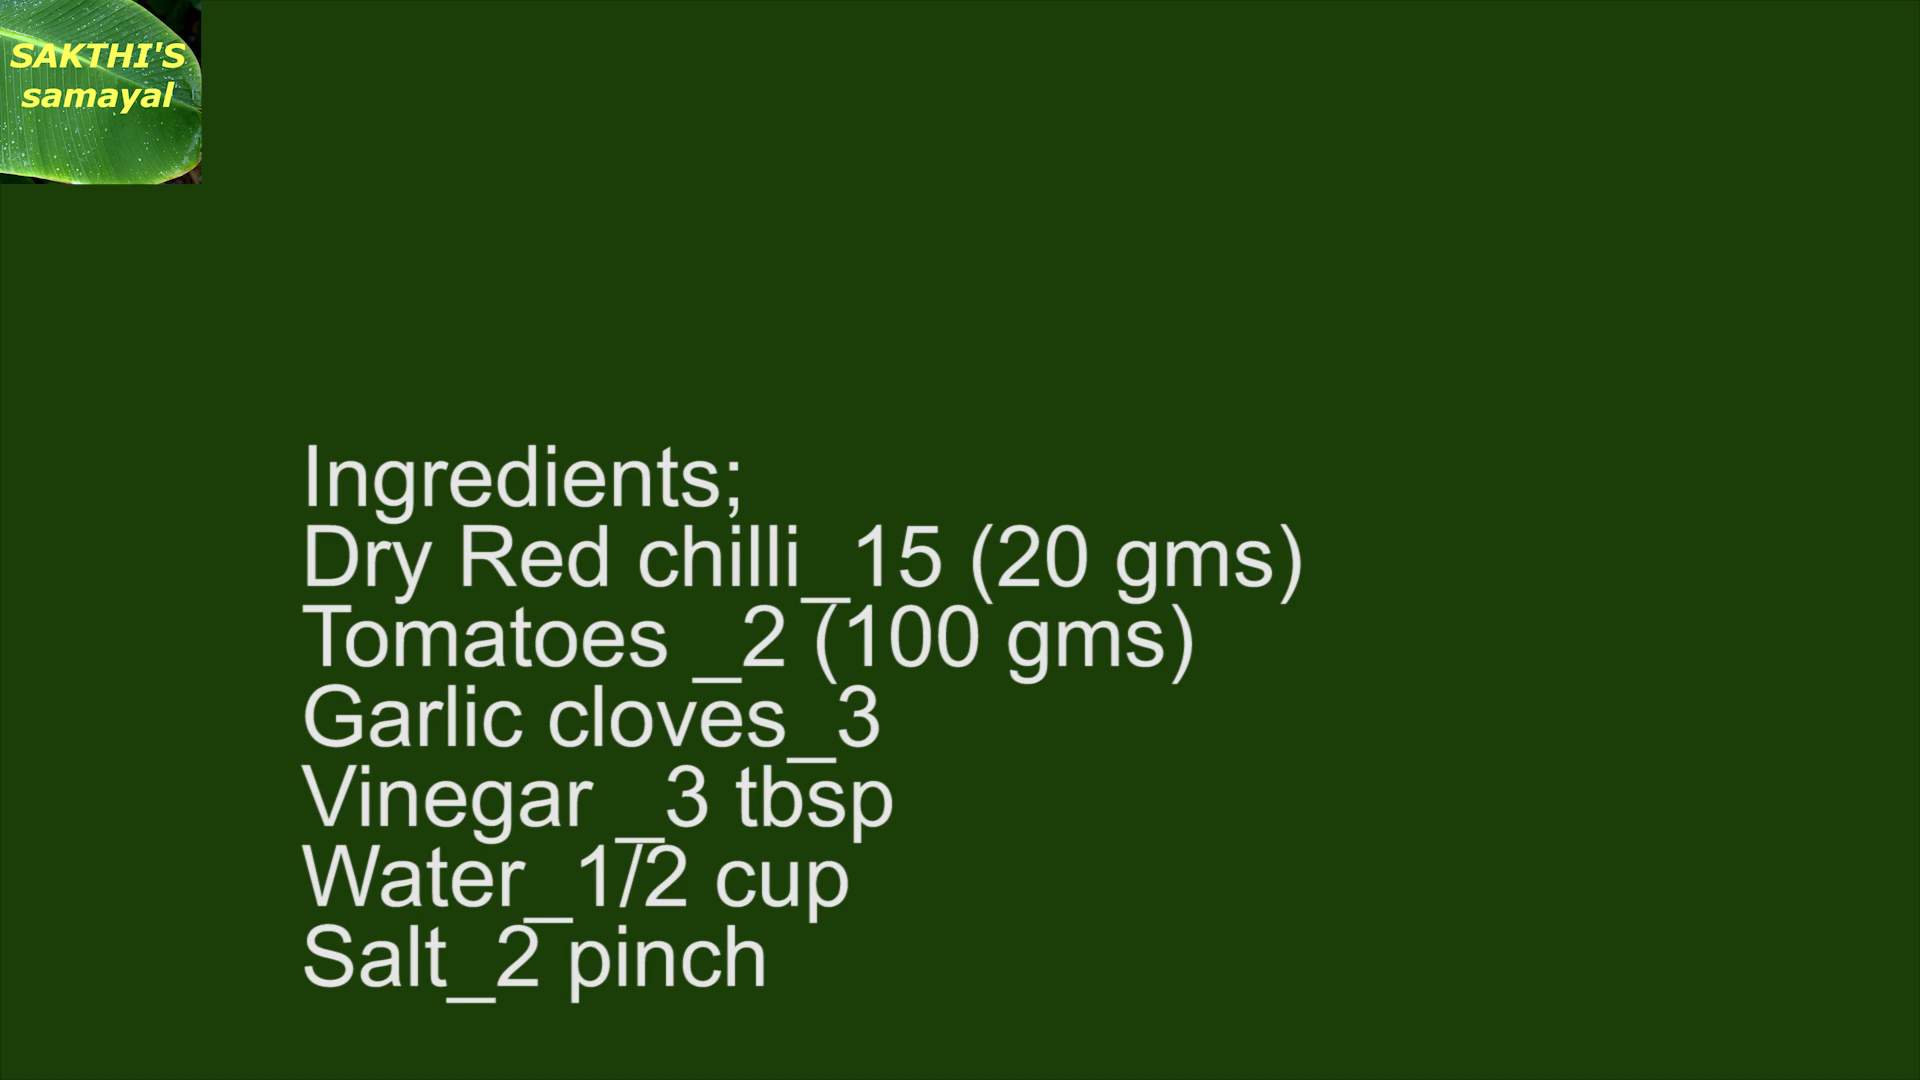 SAKTHI'S
samayal
Ingredients;
Dry Red chilli_15 (20 gms)
Tomatoes _2 (100 gms)
Garlic cloves_3
Vinegar _3 tbsp
Water_1/2 cup
Salt_2 pinch